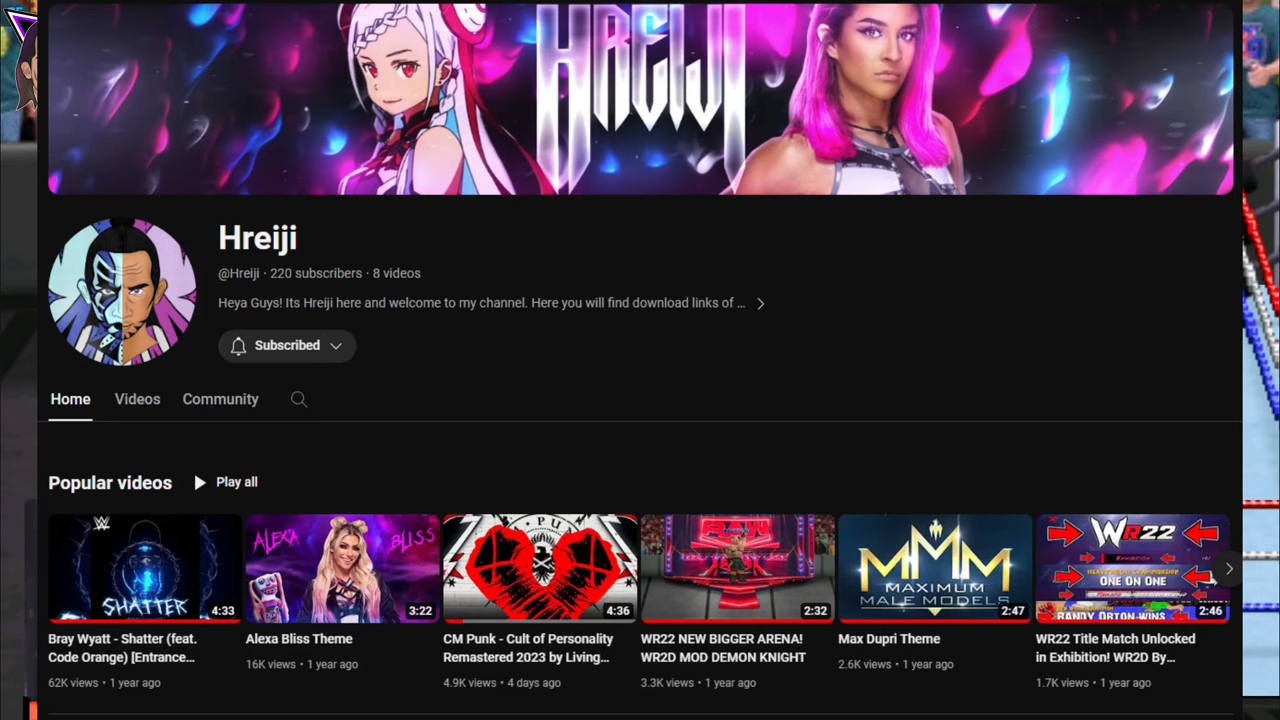 HREIJI
Hreiji
@Hreiji · 220 subscribers · 8 videos
Heya Guys! Its Hreiji here and welcome to my channel. Here you will find download links of ...
Subscribed
Home Videos Community
Popular videos Play all
SHATTER
4:33
ALEXA BLISS
3:22
PU
4:36
2:32
MMM
MAXIMUM
MALE MODELS
2:47
WR22
EXHIBITION
ONE ON ONE
RANDY ORTON WINS
2:46
Bray Wyatt - Shatter (feat.
Code Orange) [Entrance...
62K views • 1 year ago
Alexa Bliss Theme
16K views • 1 year ago
CM Punk - Cult of Personality
Remastered 2023 by Living...
4.9K views • 4 days ago
WR22 NEW BIGGER ARENA!
WR2D MOD DEMON KNIGHT
3.3K views • 1 year ago
Max Dupri Theme
2.6K views • 1 year ago
WR22 Title Match Unlocked
in Exhibition! WR2D By...
1.7K views • 1 year ago